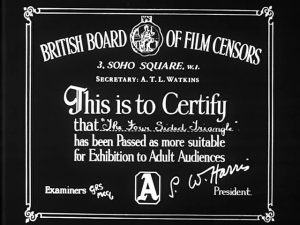 BRITISH BOARD OF FILM CENSORS
3, SOHO SQUARE, W.1.
SECRETARY: A.T.L. WATKINS
This is to Certify
that "The Four Sided Triangle"
has been Passed as more suitable
for Exhibition to Adult Audiences
Examiners
A
S. W. Harris
President.